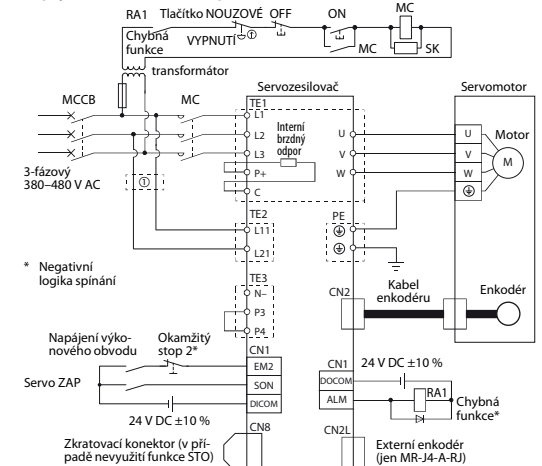 RA1 Tlačítko NOUZOVÉ OFF ON MC
Chybná
funkce
VYPNUTÍ
MC SK
transformátor
MCCB MC Servozesilovač Servomotor
TE1
L1
L2
L3
P+
C
Interní
brzdný
odpor
U
V
W
U
V
W
Motor
M
3-fázový
380–480 V AC
①
TE2
L11
L21
PE
* Negativní
logika spínání
TE3
N–
P3
P4
CN2
Kabel
enkodéru
Enkodér
Napájení výko-
nového obvodu
Okamžitý
stop 2*
CN1
EM2
SON
DICOM
Servo ZAP
24 V DC ±10 %
CN1
DOCOM
ALM
24 V DC ±10 %
RA1
Chybná
funkce*
CN8
Zkratovací konektor (v pří-
padě nevyužití funkce STO)
CN2L
Externí enkodér
(jen MR-J4-A-RJ)